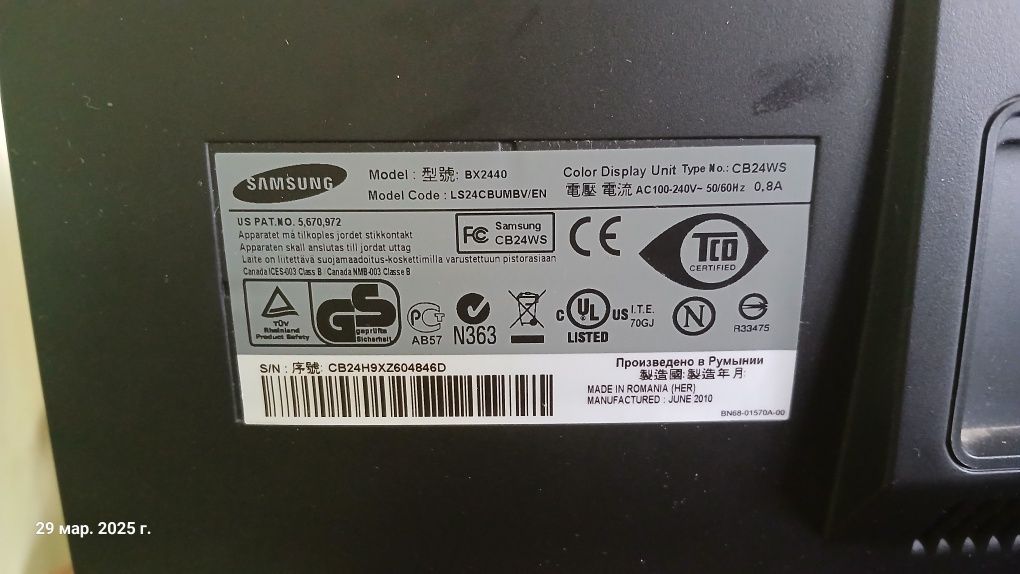 SAMSUNG
Model : 型號: BX2440
Model Code : LS24CBUMBV/EN
Color Display Unit Type No.: CB24WS
電壓 電流 AC100-240V~ 50/60Hz 0.8A
US PAT.NO. 5,670,972
Apparatet må tilkoples jordet stikkontakt
Apparaten skall anslutas till jordat uttag
Laite on liitettävä suojamaadoitus-koskettimilla varustettuun pistorasiaan
Canada ICES-003 Class B / Canada NMB-003 Classe B
FC Samsung
CB24WS
CE
TCO
CERTIFIED
TÜV
Rheinland
Product Safety
GS
geprüfte
Sicherheit
PCT
AB57
N363
c UL US
LISTED
I.T.E.
70GJ
N
R33475
S/N : 序號: CB24H9XZ604846D
Произведено в Румынии
製造國: 製造年月:
MADE IN ROMANIA (HER)
MANUFACTURED : JUNE 2010
BN68-01570A-00
29 мар. 2025 г.